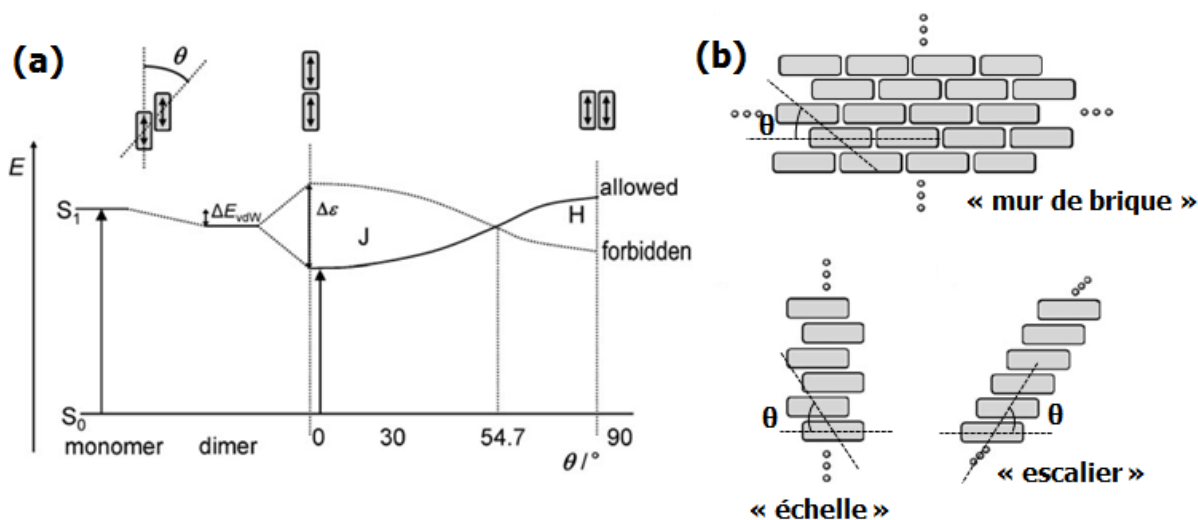 (a)
θ
E
S1
ΔEvdW
Δε
J
H
allowed
forbidden
S0
monomer dimer 0 30 54.7 90
θ/°
(b)
θ
« mur de brique »
θ
« échelle »
θ
« escalier »